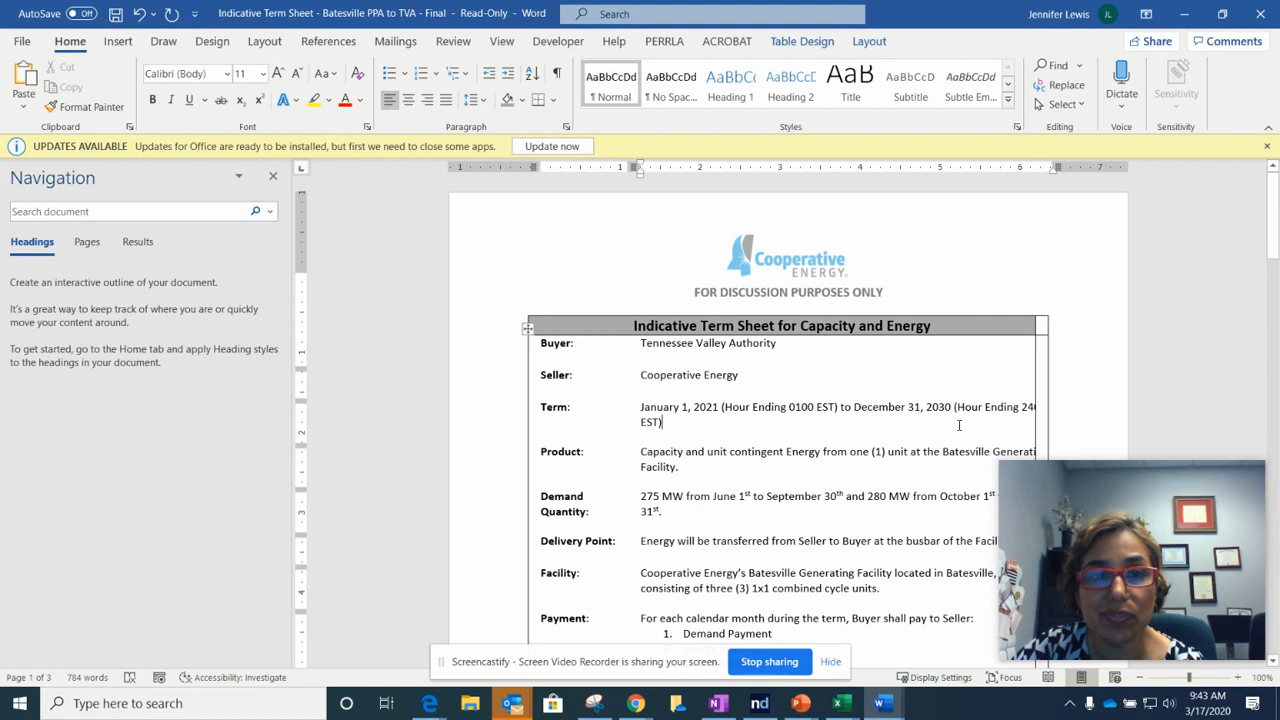 AutoSave Off
Indicative Term Sheet - Batesville PPA to TVA - Final - Read-Only - Word
Search
Jennifer Lewis
JL
File Home Insert Draw Design Layout References Mailings Review View Developer Help PERRLA ACROBAT Table Design Layout
Share Comments
Paste
Cut
Copy
Format Painter
Clipboard
Calibri (Body) 11
Font
Paragraph
AaBbCcDd AaBbCcDd AaBbCc AaBbCcD AaB AaBbCcD AaBbCcDd
¶ Normal ¶ No Spac... Heading 1 Heading 2 Title Subtitle Subtle Em...
Styles
Find
Replace
Select
Editing
Dictate
Voice
Sensitivity
Sensitivity
UPDATES AVAILABLE Updates for Office are ready to be installed, but first we need to close some apps. Update now
Navigation
Search document
Headings Pages Results
Create an interactive outline of your document.
It's a great way to keep track of where you are or quickly
move your content around.
To get started, go to the Home tab and apply Heading styles
to the headings in your document.
Cooperative
ENERGY
FOR DISCUSSION PURPOSES ONLY
Indicative Term Sheet for Capacity and Energy
Buyer: Tennessee Valley Authority
Seller: Cooperative Energy
Term: January 1, 2021 (Hour Ending 0100 EST) to December 31, 2030 (Hour Ending 240
EST)
Product: Capacity and unit contingent Energy from one (1) unit at the Batesville Generati
Facility.
Demand Quantity: 275 MW from June 1st to September 30th and 280 MW from October 1st
31st.
Delivery Point: Energy will be transferred from Seller to Buyer at the busbar of the Facil
Facility: Cooperative Energy's Batesville Generating Facility located in Batesville,
consisting of three (3) 1x1 combined cycle units.
Payment: For each calendar month during the term, Buyer shall pay to Seller:
1. Demand Payment
Screencastify - Screen Video Recorder is sharing your screen. Stop sharing Hide
Page 1 of 3 784 words Accessibility: Investigate
Display Settings Focus 100%
Type here to search
9:43 AM
3/17/2020